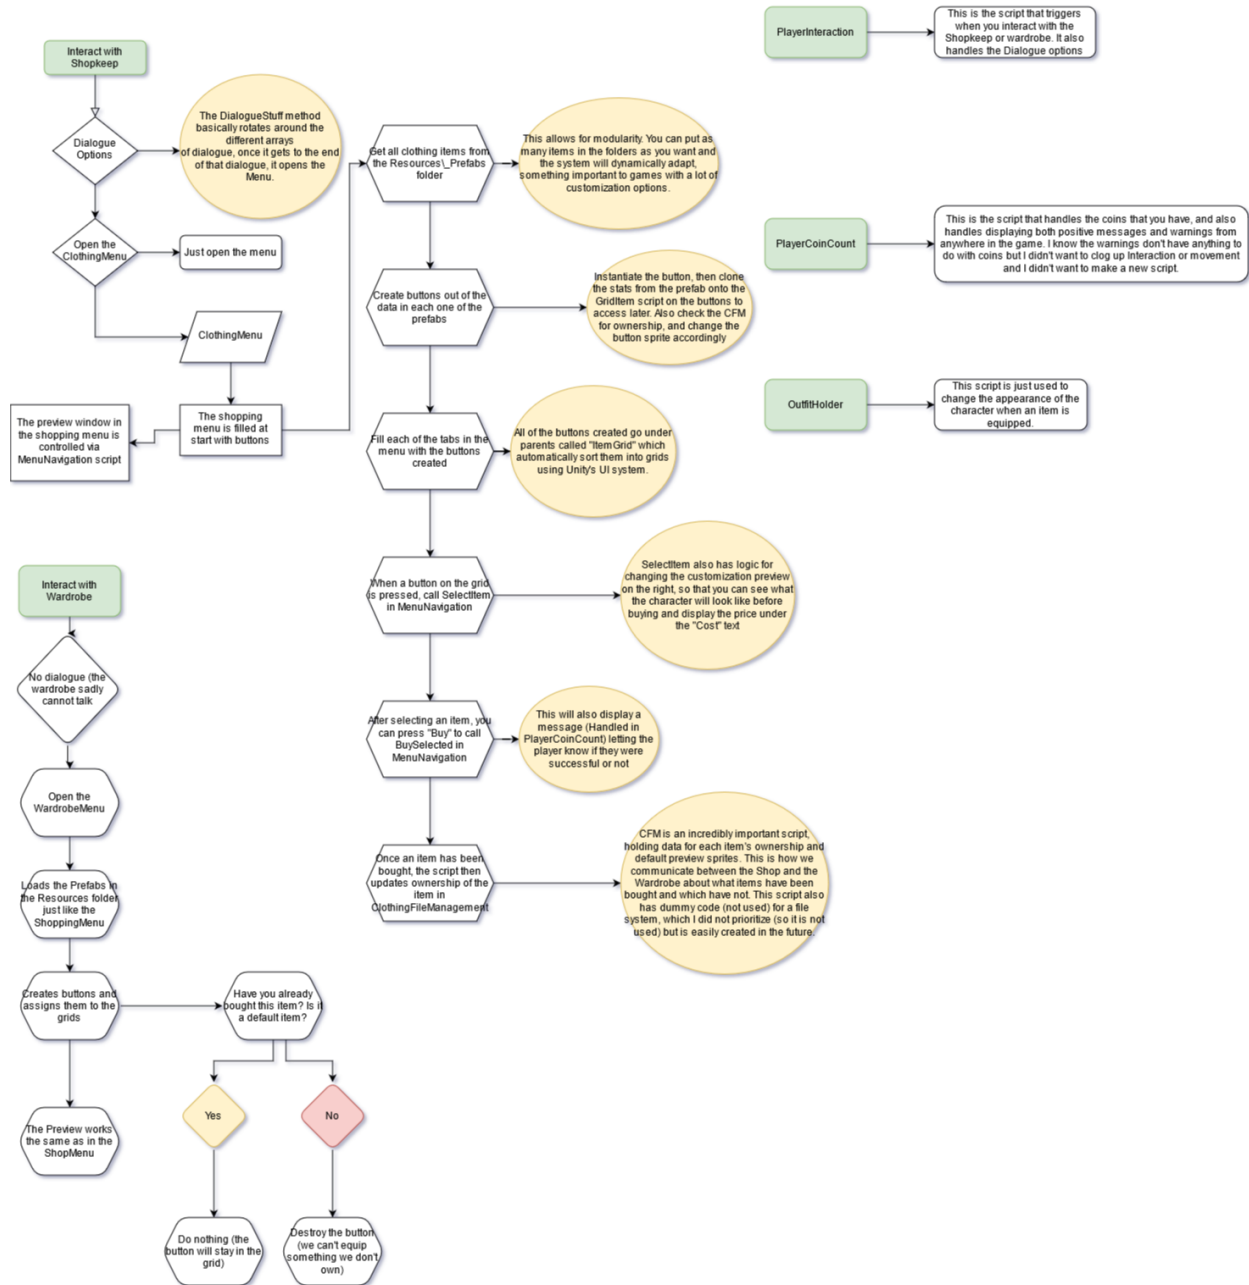 Interact with
Shopkeep
Dialogue
Options
The DialogueStuff method
basically rotates around the
different arrays
of dialogue, once it gets to the end
of that dialogue, it opens the
Menu.
Open the
ClothingMenu
Just open the menu
ClothingMenu
The shopping
menu is filled at
start with buttons
The preview window in
the shopping menu is
controlled via
MenuNavigation script
Get all clothing items from
the Resources\_Prefabs
folder
This allows for modularity. You can put as
many items in the folders as you want and
the system will dynamically adapt,
something important to games with a lot of
customization options.
Create buttons out of the
data in each one of the
prefabs
Instantiate the button, then clone
the stats from the prefab onto the
GridItem script on the buttons to
access later. Also check the CFM
for ownership, and change the
button sprite accordingly
Fill each of the tabs in the
menu with the buttons
created
All of the buttons created go under
parents called "ItemGrid" which
automatically sort them into grids
using Unity's UI system.
When a button on the grid
is pressed, call SelectItem
in MenuNavigation
SelectItem also has logic for
changing the customization preview
on the right, so that you can see what
the character will look like before
buying and display the price under
the "Cost" text
After selecting an item, you
can press "Buy" to call
BuySelected in
MenuNavigation
This will also display a
message (Handled in
PlayerCoinCount) letting the
player know if they were
successful or not
Once an item has been
bought, the script then
updates ownership of the
item in
ClothingFileManagement
CFM is an incredibly important script,
holding data for each item's ownership and
default preview sprites. This is how we
communicate between the Shop and the
Wardrobe about what items have been
bought and which have not. This script also
has dummy code (not used) for a file
system, which I did not prioritize (so it is not
used) but is easily created in the future.
PlayerInteraction
This is the script that triggers
when you interact with the
Shopkeep or wardrobe. It also
handles the Dialogue options
PlayerCoinCount
This is the script that handles the coins that you have, and also
handles displaying both positive messages and warnings from
anywhere in the game. I know the warnings don't have anything to
do with coins but I didn't want to clog up Interaction or movement
and I didn't want to make a new script.
OutfitHolder
This script is just used to
change the appearance of the
character when an item is
equipped.
Interact with
Wardrobe
No dialogue (the
wardrobe sadly
cannot talk
Open the
WardrobeMenu
Loads the Prefabs in
the Resources folder
just like the
ShoppingMenu
Creates buttons and
assigns them to the
grids
Have you already
bought this item? Is it
a default item?
Yes
No
The Preview works
the same as in the
ShopMenu
Do nothing (the
button will stay in the
grid)
Destroy the button
(we can't equip
something we don't
own)